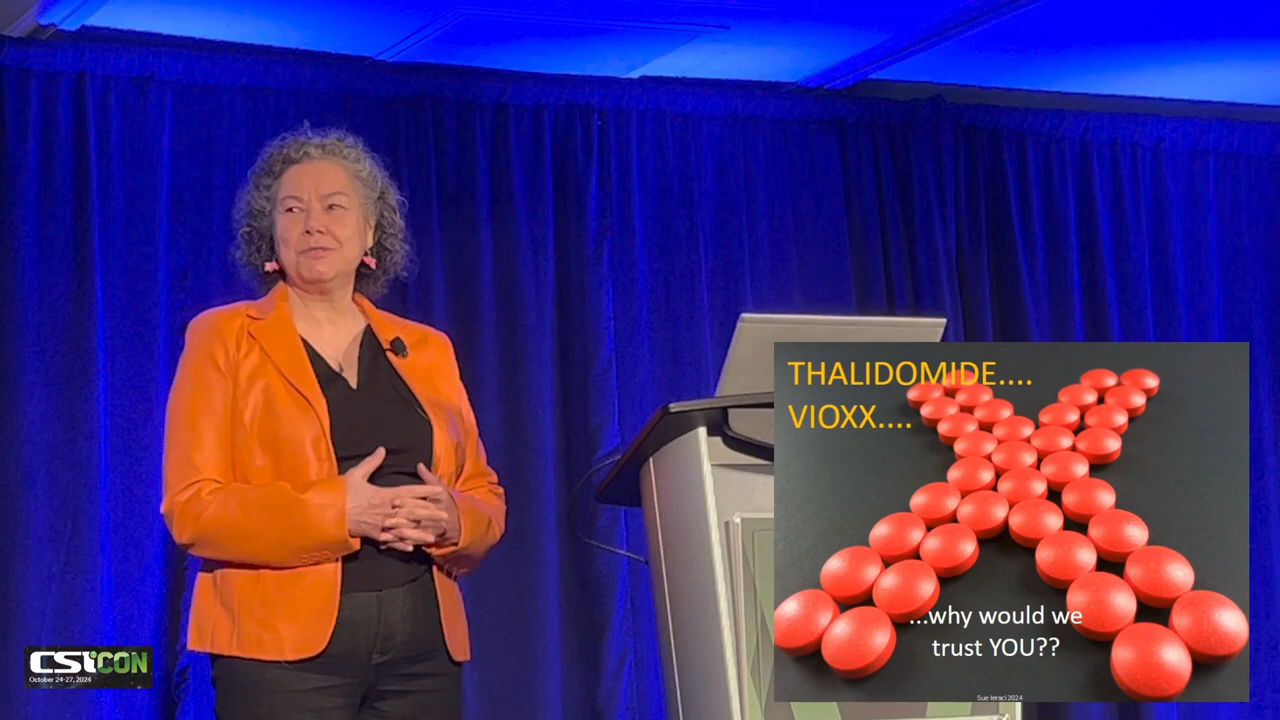 THALIDOMIDE....
VIOXX....
...why would we
trust YOU??
Sue Ieraci 2024
CSICON
October 24-27, 2024